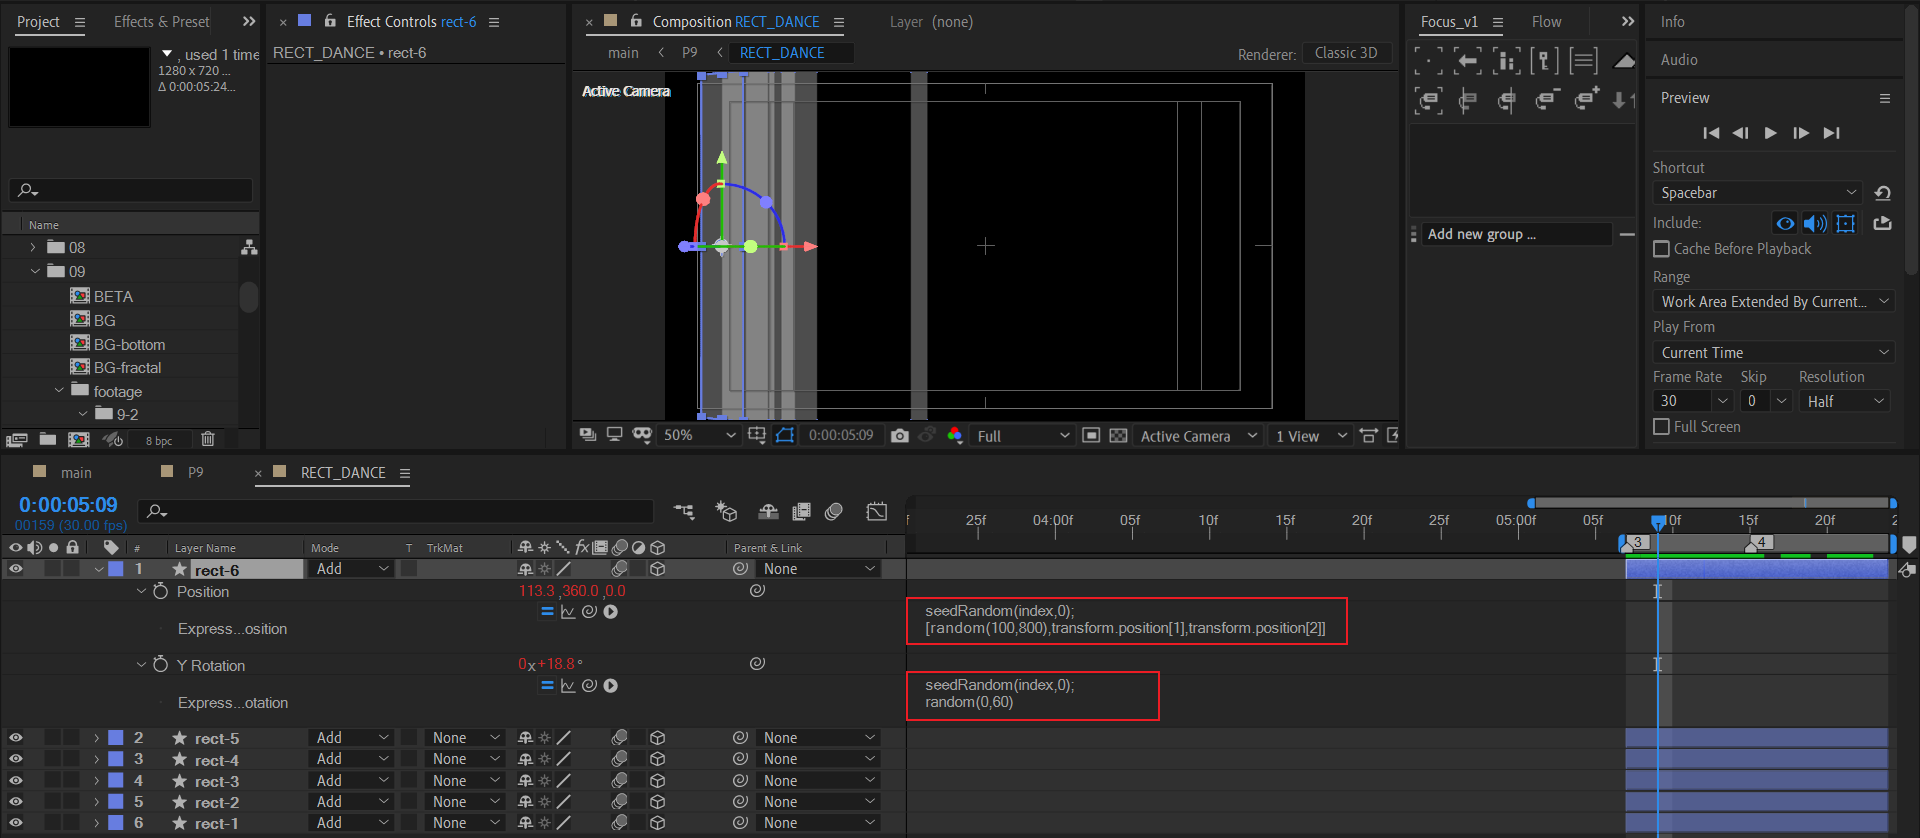 Project
Effects & Preset
Effect Controls rect-6
Composition RECT_DANCE
Layer (none)
Focus_v1
Flow
Info
, used 1 time
1280 x 720 ...
Δ 0:00:05:24...
RECT_DANCE • rect-6
main
P9
RECT_DANCE
Renderer:
Classic 3D
Audio
Active Camera
Preview
Shortcut
Spacebar
Include:
Cache Before Playback
Range
Work Area Extended By Current...
Play From
Current Time
Frame Rate
Skip
Resolution
30
0
Half
Full Screen
Add new group ...
Name
08
09
BETA
BG
BG-bottom
BG-fractal
footage
9-2
8 bpc
50%
0:00:05:09
Full
Active Camera
1 View
main
P9
RECT_DANCE
0:00:05:09
00159 (30.00 fps)
f
25f
04:00f
05f
10f
15f
20f
25f
05:00f
05f
10f
15f
20f
2
3
4
#
Layer Name
Mode
T
TrkMat
fx
Parent & Link
1
rect-6
Add
None
Position
113.3 ,360.0 ,0.0
Express...osition
seedRandom(index,0);
[random(100,800),transform.position[1],transform.position[2]]
Y Rotation
0x+18.8°
Express...otation
seedRandom(index,0);
random(0,60)
2 rect-5 Add None None
3 rect-4 Add None None
4 rect-3 Add None None
5 rect-2 Add None None
6 rect-1 Add None None